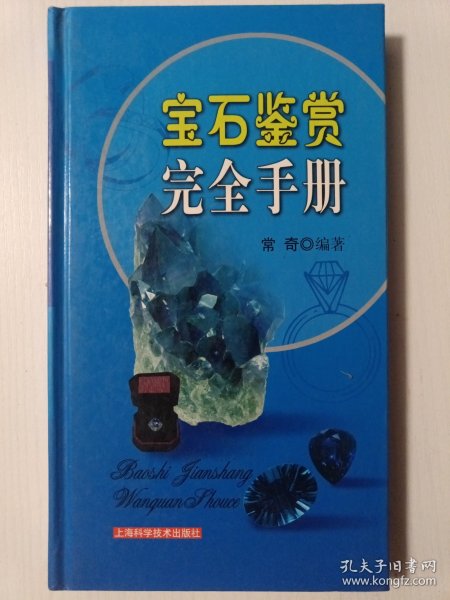 宝石鉴赏
完全手册
常 奇◎编著
Baoshi Jianshang
Wanquan Shouce
上海科学技术出版社
孔夫子旧书网
www.kongfz.com